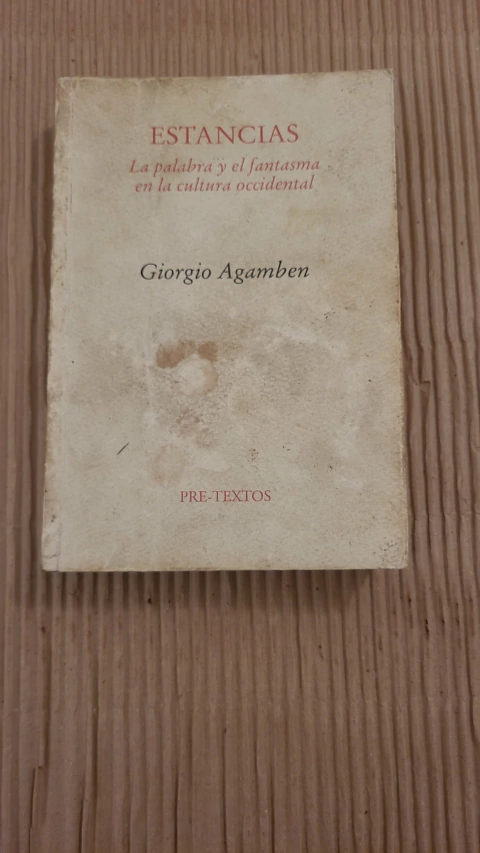 ESTANCIAS
La palabra y el fantasma
en la cultura occidental
Giorgio Agamben
PRE-TEXTOS